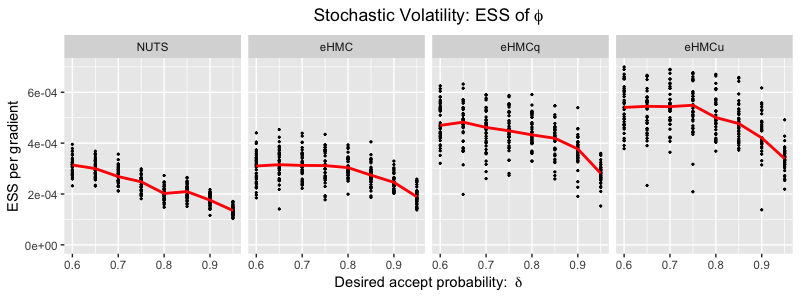 Stochastic Volatility: ESS of ϕ
NUTS eHMC eHMCq eHMCu
ESS per gradient
6e-04
4e-04
2e-04
0e+00
0.6 0.7 0.8 0.9 0.6 0.7 0.8 0.9 0.6 0.7 0.8 0.9 0.6 0.7 0.8 0.9
Desired accept probability: δ